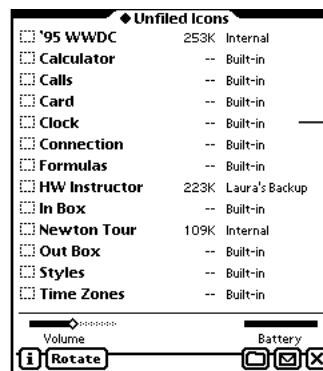 ◆ Unfiled Icons
'95 WWDC 253K Internal
Calculator -- Built-in
Calls -- Built-in
Card -- Built-in
Clock -- Built-in
Connection -- Built-in
Formulas -- Built-in
HW Instructor 223K Laura's Backup
In Box -- Built-in
Newton Tour 109K Internal
Out Box -- Built-in
Styles -- Built-in
Time Zones -- Built-in
Volume Battery
i Rotate X